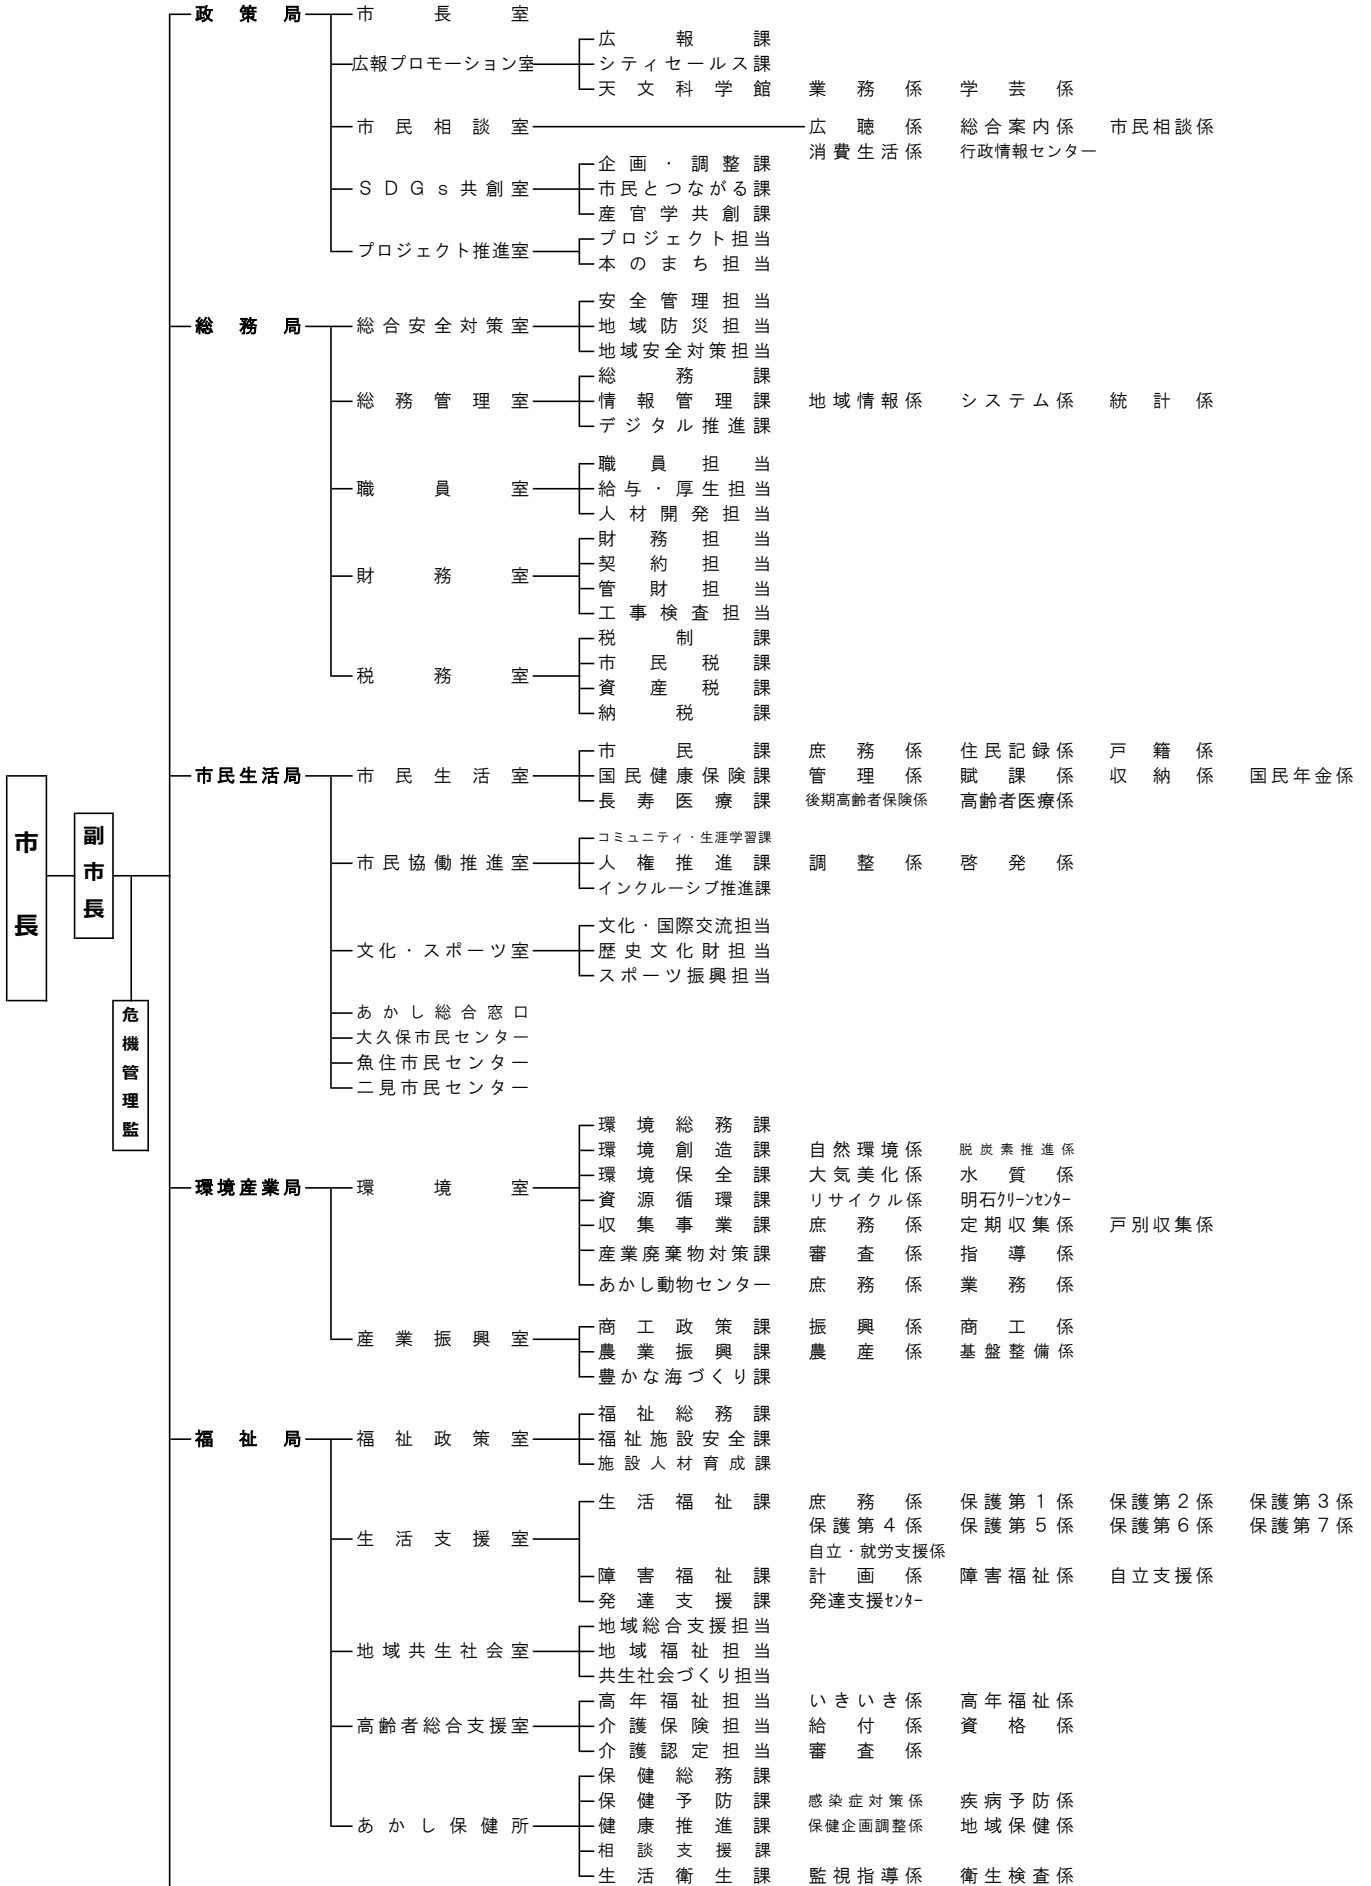 政策局 市長室
広報課
広報プロモーション室 シティセールス課
天文科学館 業務係 学芸係
市民相談室 広聴係 総合案内係 市民相談係
消費生活係 行政情報センター
企画・調整課
SDGs共創室 市民とつながる課
産官学共創課
プロジェクト担当
プロジェクト推進室
本のまち担当
安全管理担当
総務局 総合安全対策室 地域防災担当
地域安全対策担当
総務課
総務管理室 情報管理課 地域情報係 システム係 統計係
デジタル推進課
職員担当
職員室 給与・厚生担当
人材開発担当
財務担当
契約担当
財務室
管財担当
工事検査担当
税制課
市民税課
税務室
資産税課
納税課
市民課 庶務係 住民記録係 戸籍係
市民生活局 市民生活室 国民健康保険課 管理係 賦課係 収納係 国民年金係
長寿医療課 後期高齢者保険係 高齢者医療係
市長
副市長
コミュニティ・生涯学習課
市民協働推進室 人権推進課 調整係 啓発係
インクルーシブ推進課
文化・国際交流担当
文化・スポーツ室 歴史文化財担当
スポーツ振興担当
危機管理監
あかし総合窓口
大久保市民センター
魚住市民センター
二見市民センター
環境総務課
環境創造課 自然環境係 脱炭素推進係
環境保全課 大気美化係 水質係
環境産業局 環境室
資源循環課 リサイクル係 明石クリーンセンター
収集事業課 庶務係 定期収集係 戸別収集係
産業廃棄物対策課 審査係 指導係
あかし動物センター 庶務係 業務係
商工政策課 振興係 商工係
産業振興室 農業振興課 農産係 基盤整備係
豊かな海づくり課
福祉総務課
福祉局 福祉政策室 福祉施設安全課
施設人材育成課
生活福祉課 庶務係 保護第1係 保護第2係 保護第3係
保護第4係 保護第5係 保護第6係 保護第7係
生活支援室
自立・就労支援係
障害福祉課 計画係 障害福祉係 自立支援係
発達支援課 発達支援センター
地域総合支援担当
地域共生社会室 地域福祉担当
共生社会づくり担当
高年福祉担当 いきいき係 高年福祉係
高齢者総合支援室 介護保険担当 給付係 資格係
介護認定担当 審査係
保健総務課
保健予防課 感染症対策係 疾病予防係
あかし保健所 健康推進課 保健企画調整係 地域保健係
相談支援課
生活衛生課 監視指導係 衛生検査係